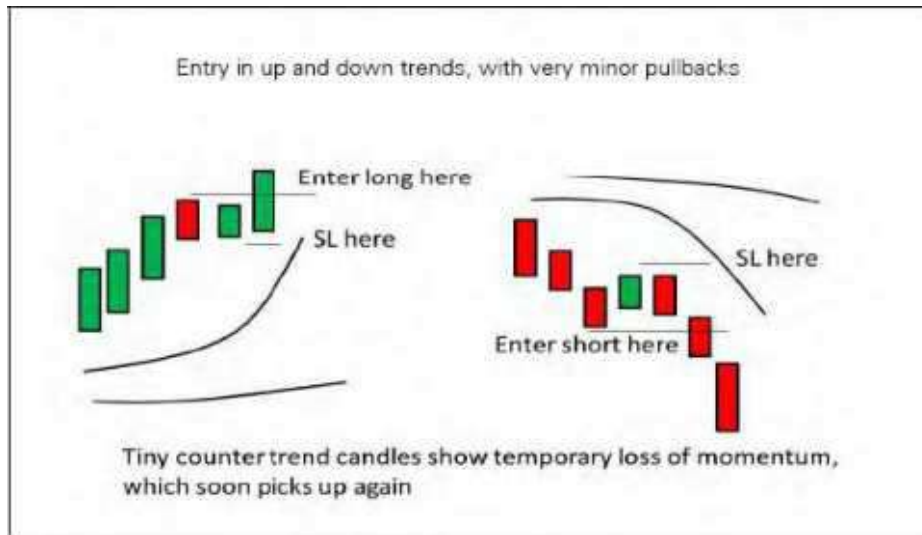 Entry in up and down trends, with very minor pullbacks
Enter long here
SL here
SL here
Enter short here
Tiny counter trend candles show temporary loss of momentum,
which soon picks up again